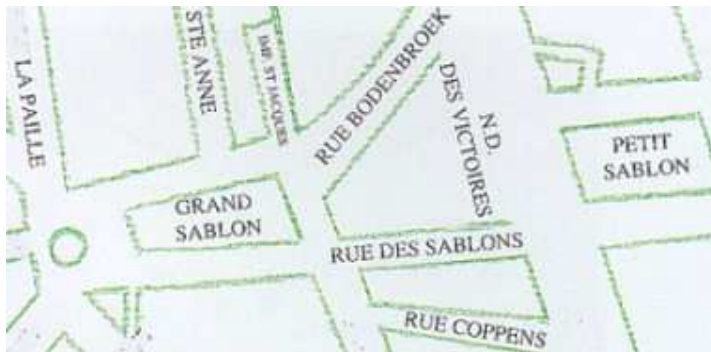 LA PAILLE
STE ANNE
IMP. ST JACQUES
RUE BODENBROEK
N.D.
DES VICTOIRES
PETIT
SABLON
GRAND
SABLON
RUE DES SABLONS
RUE COPPENS